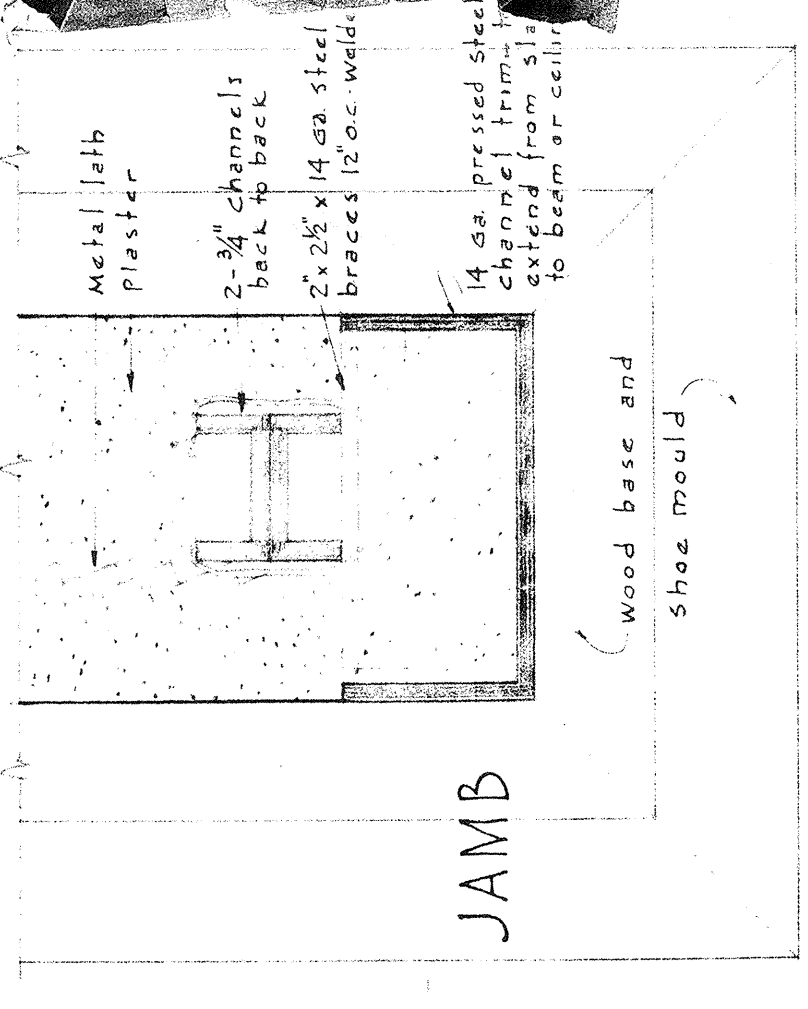 Metal lath
plaster
2-3/4" channels
back to back
2" x 2 1/2" x 14 Ga. steel
braces 12" o.c. welde
14 Ga. pressed steel
channel trim-
extend from sla
to beam or ceilin
wood base and
shoe mould
JAMB